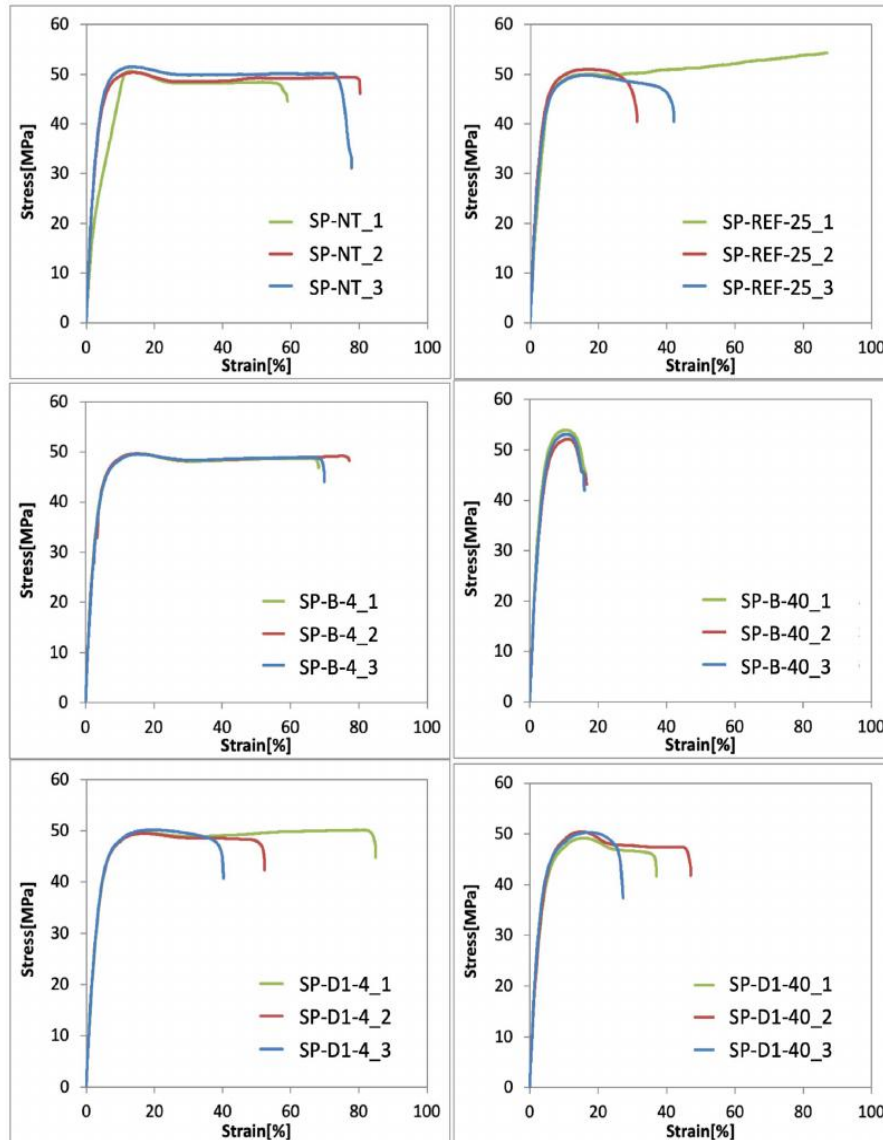 60
50
40
30
20
10
0
Stress[MPa]
SP-NT_1
SP-NT_2
SP-NT_3
0 20 40 60 80 100
Strain[%]
60
50
40
30
20
10
0
Stress[MPa]
SP-REF-25_1
SP-REF-25_2
SP-REF-25_3
0 20 40 60 80 100
Strain[%]
60
50
40
30
20
10
0
Stress[MPa]
SP-B-4_1
SP-B-4_2
SP-B-4_3
0 20 40 60 80 100
Strain[%]
60
50
40
30
20
10
0
Stress[MPa]
SP-B-40_1
SP-B-40_2
SP-B-40_3
0 20 40 60 80 100
Strain[%]
60
50
40
30
20
10
0
Stress[MPa]
SP-D1-4_1
SP-D1-4_2
SP-D1-4_3
0 20 40 60 80 100
Strain[%]
60
50
40
30
20
10
0
Stress[MPa]
SP-D1-40_1
SP-D1-40_2
SP-D1-40_3
0 20 40 60 80 100
Strain[%]